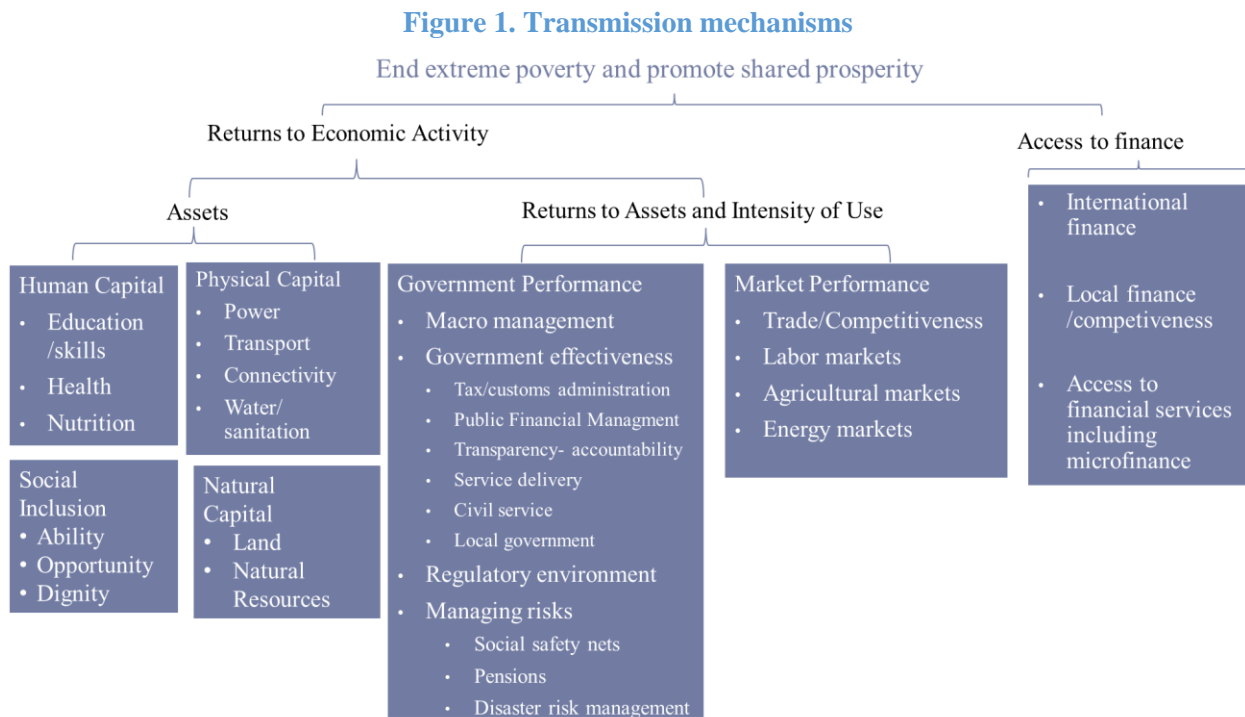 Figure 1. Transmission mechanisms
End extreme poverty and promote shared prosperity
Returns to Economic Activity
Access to finance
Assets
Returns to Assets and Intensity of Use
Human Capital
• Education
/skills
• Health
• Nutrition
Physical Capital
• Power
• Transport
• Connectivity
• Water/
sanitation
Social
Inclusion
• Ability
• Opportunity
• Dignity
Natural
Capital
• Land
• Natural
Resources
Government Performance
• Macro management
• Government effectiveness
• Tax/customs administration
• Public Financial Managment
• Transparency- accountability
• Service delivery
• Civil service
• Local government
• Regulatory environment
• Managing risks
• Social safety nets
• Pensions
• Disaster risk management
Market Performance
• Trade/Competitiveness
• Labor markets
• Agricultural markets
• Energy markets
• International
finance
• Local finance
/competiveness
• Access to
financial services
including
microfinance